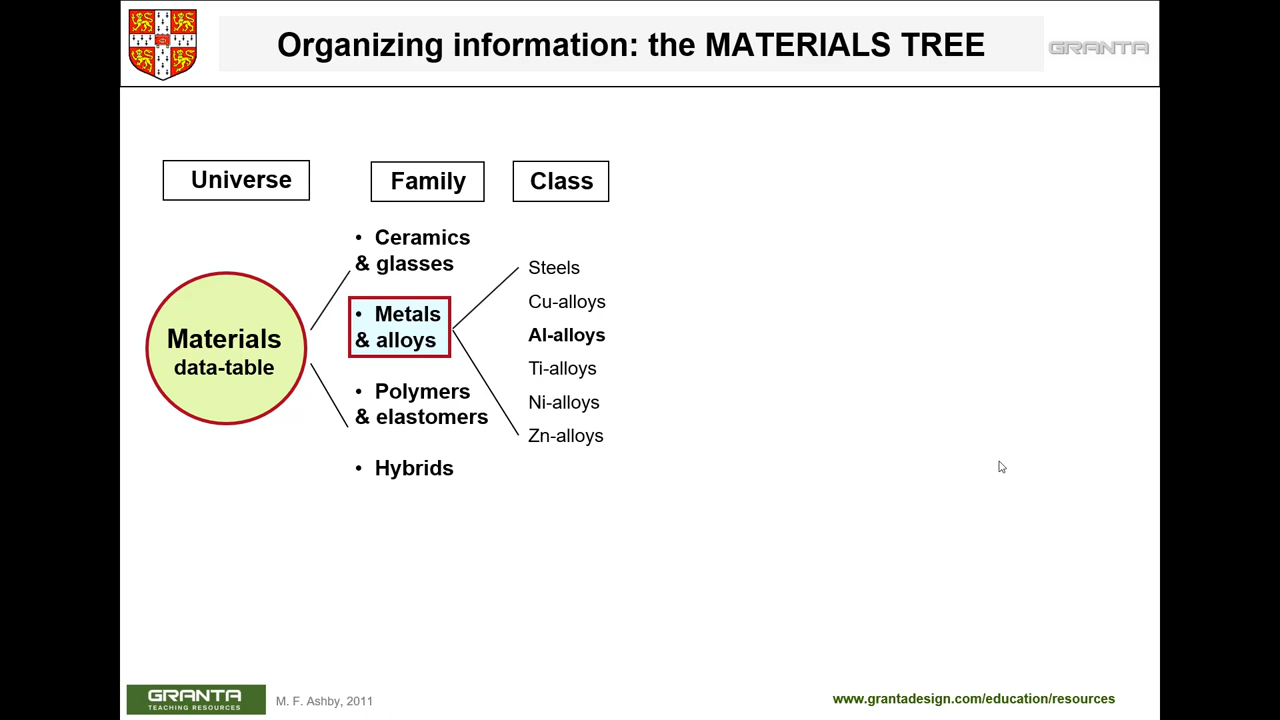 Organizing information: the MATERIALS TREE
GRANTA
Universe
Family
Class
• Ceramics
& glasses
• Metals
& alloys
• Polymers
& elastomers
• Hybrids
Materials
data-table
Steels
Cu-alloys
Al-alloys
Ti-alloys
Ni-alloys
Zn-alloys
GRANTA
TEACHING RESOURCES
M. F. Ashby, 2011
www.grantadesign.com/education/resources